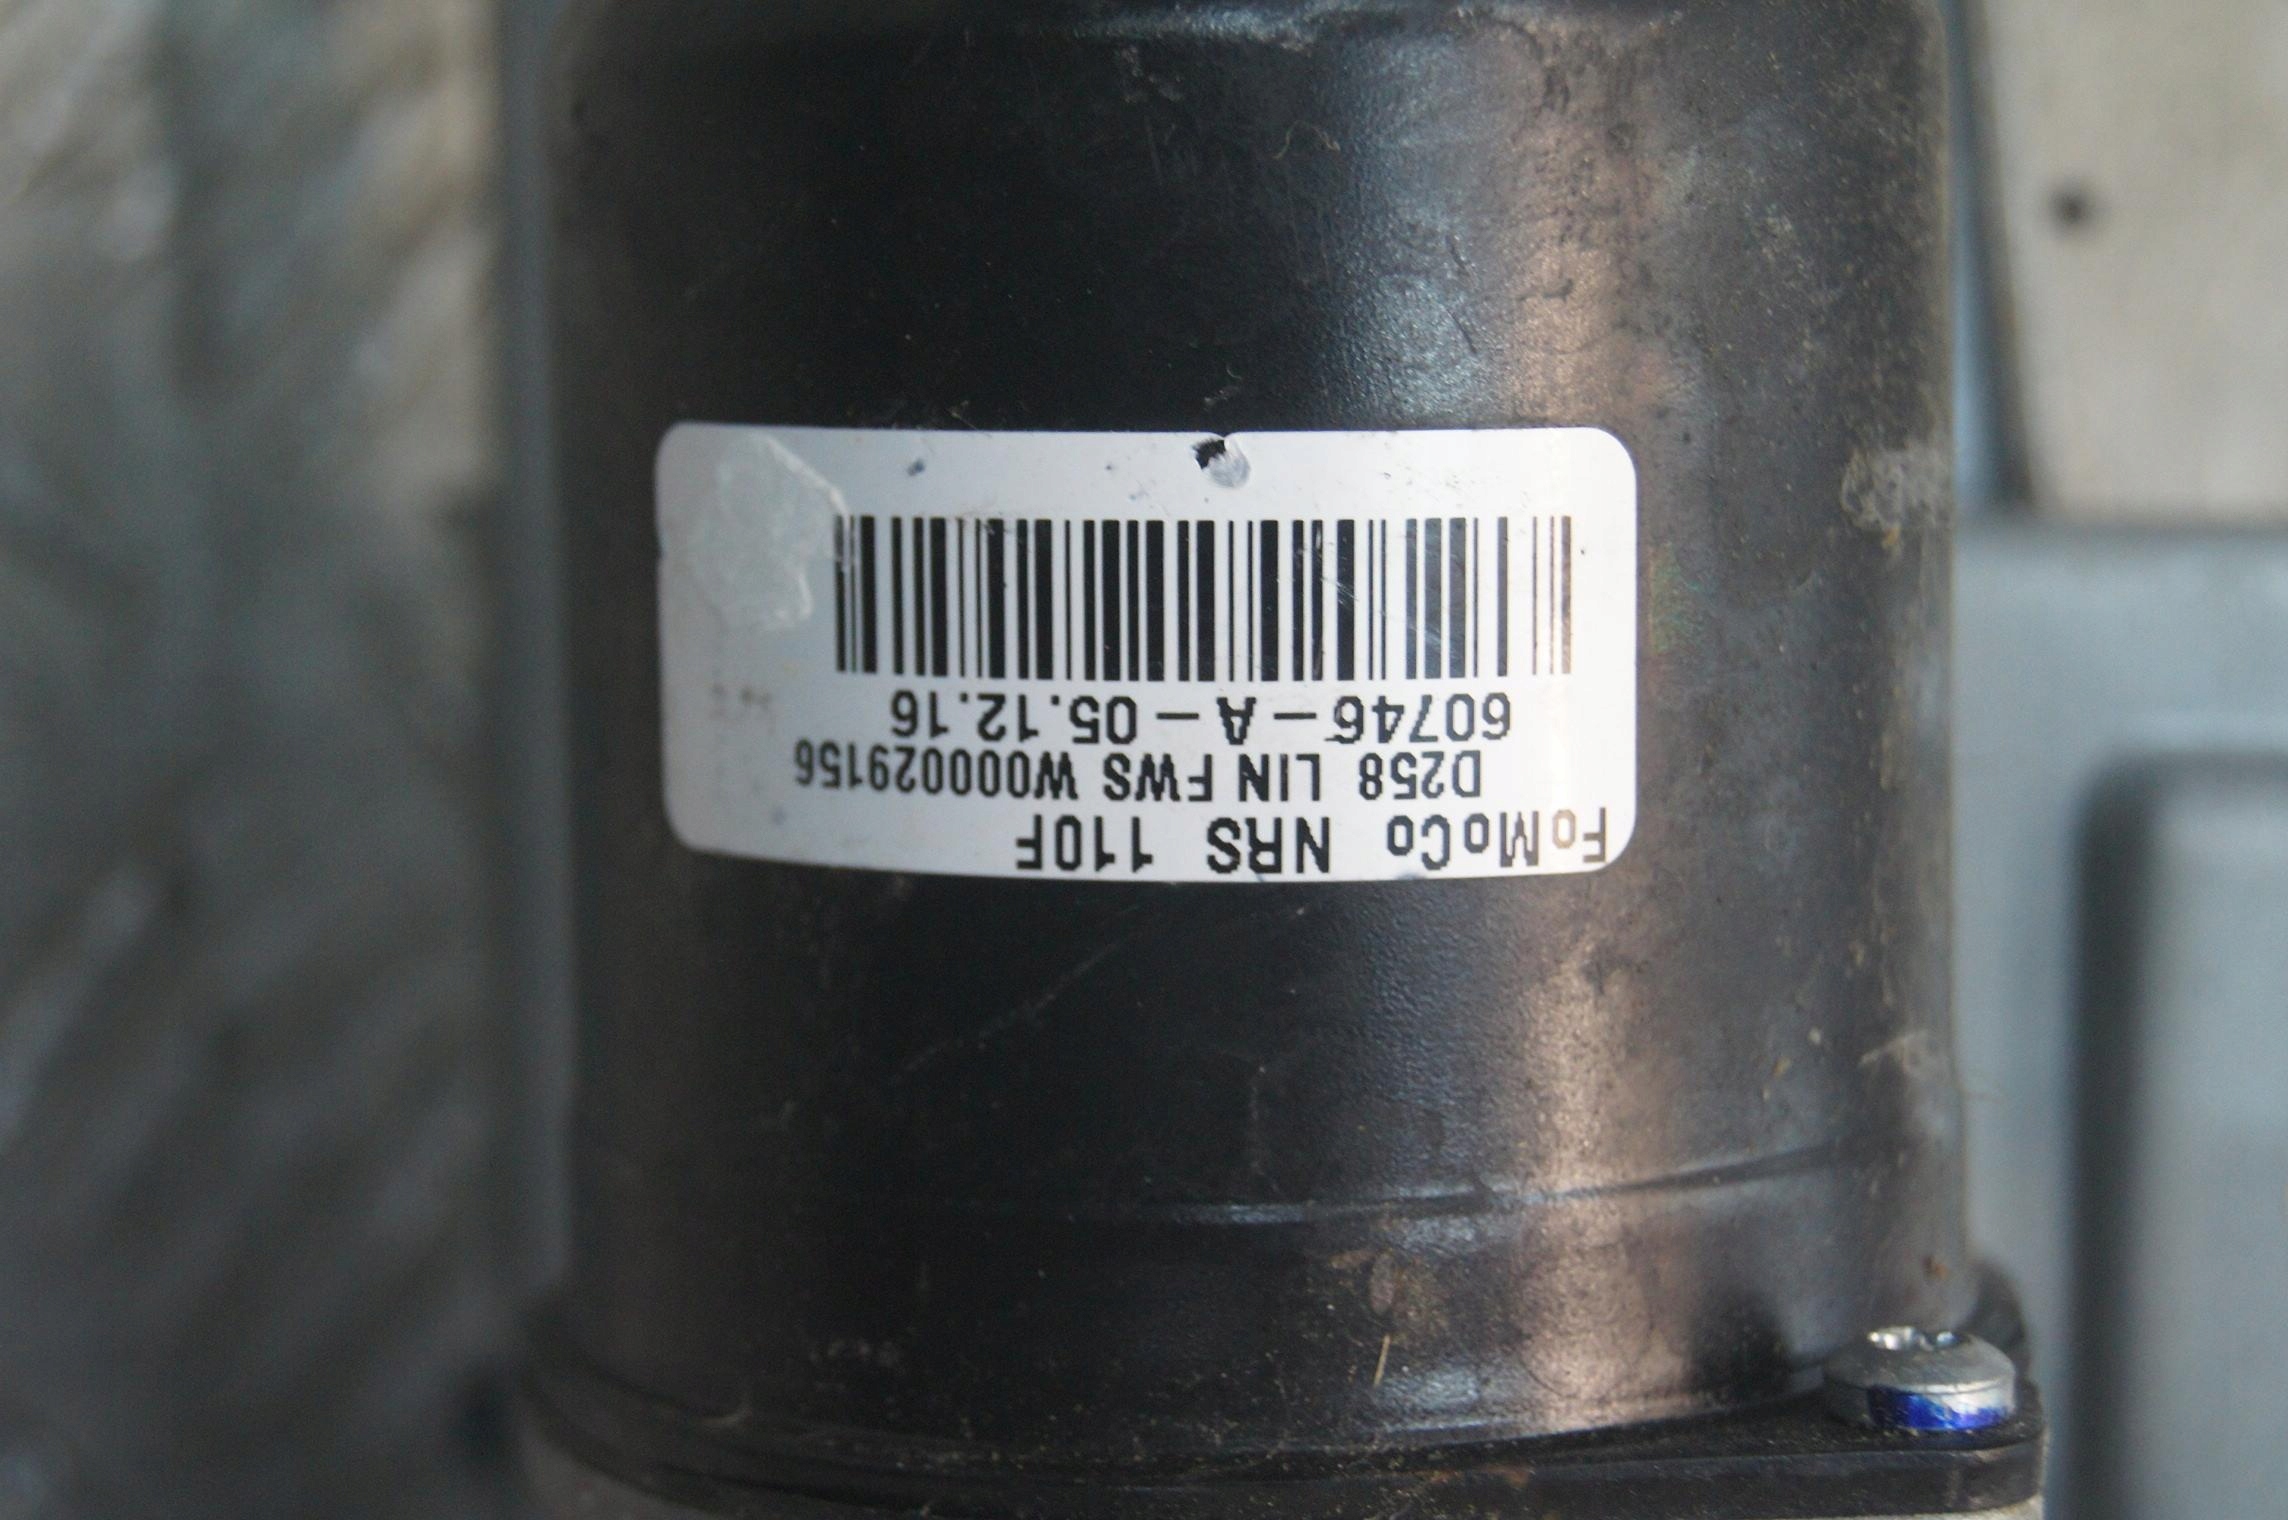 FoMoCo NRS 110F
D258 LIN FWS W000029156
60746-A-05.12.16